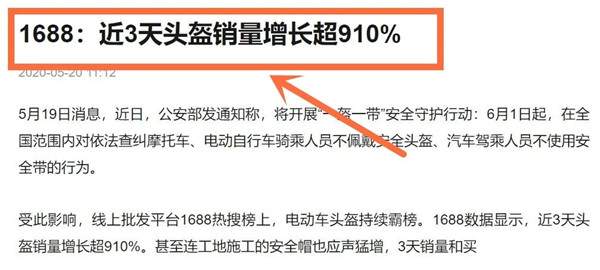 1688：近3天头盔销量增长超910%
2020-05-20 11:12
5月19日消息，近日，公安部发通知称，将开展“一盔一带”安全守护行动：6月1日起，在全
国范围内对依法查纠摩托车、电动自行车骑乘人员不佩戴安全头盔、汽车驾乘人员不使用安
全带的行为。
受此影响，线上批发平台1688热搜榜上，电动车头盔持续霸榜。1688数据显示，近3天头
盔销量增长超910%。甚至连工地施工的安全帽也应声猛增，3天销量和买